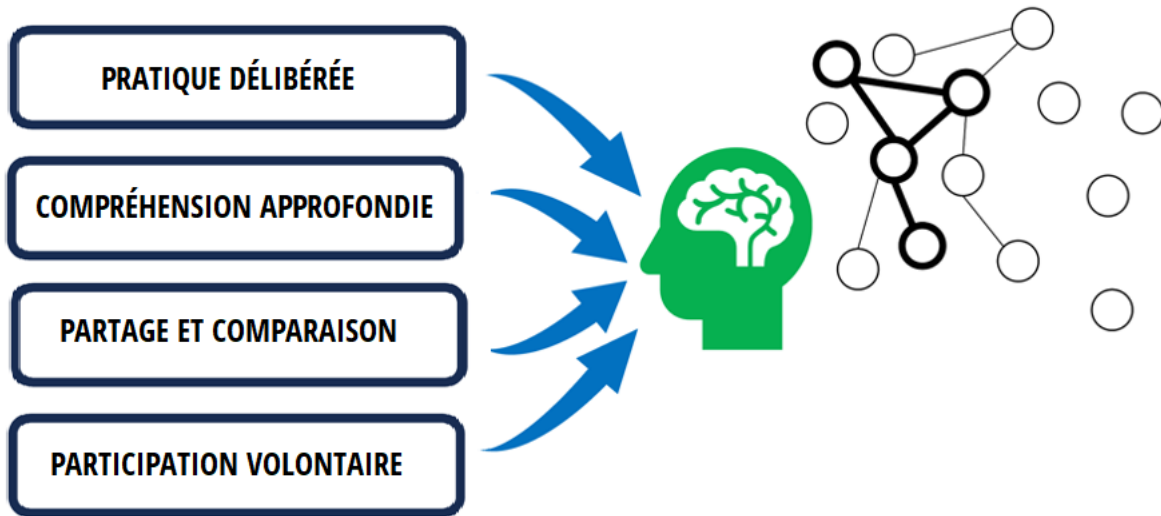 PRATIQUE DÉLIBÉRÉE
COMPRÉHENSION APPROFONDIE
PARTAGE ET COMPARAISON
PARTICIPATION VOLONTAIRE